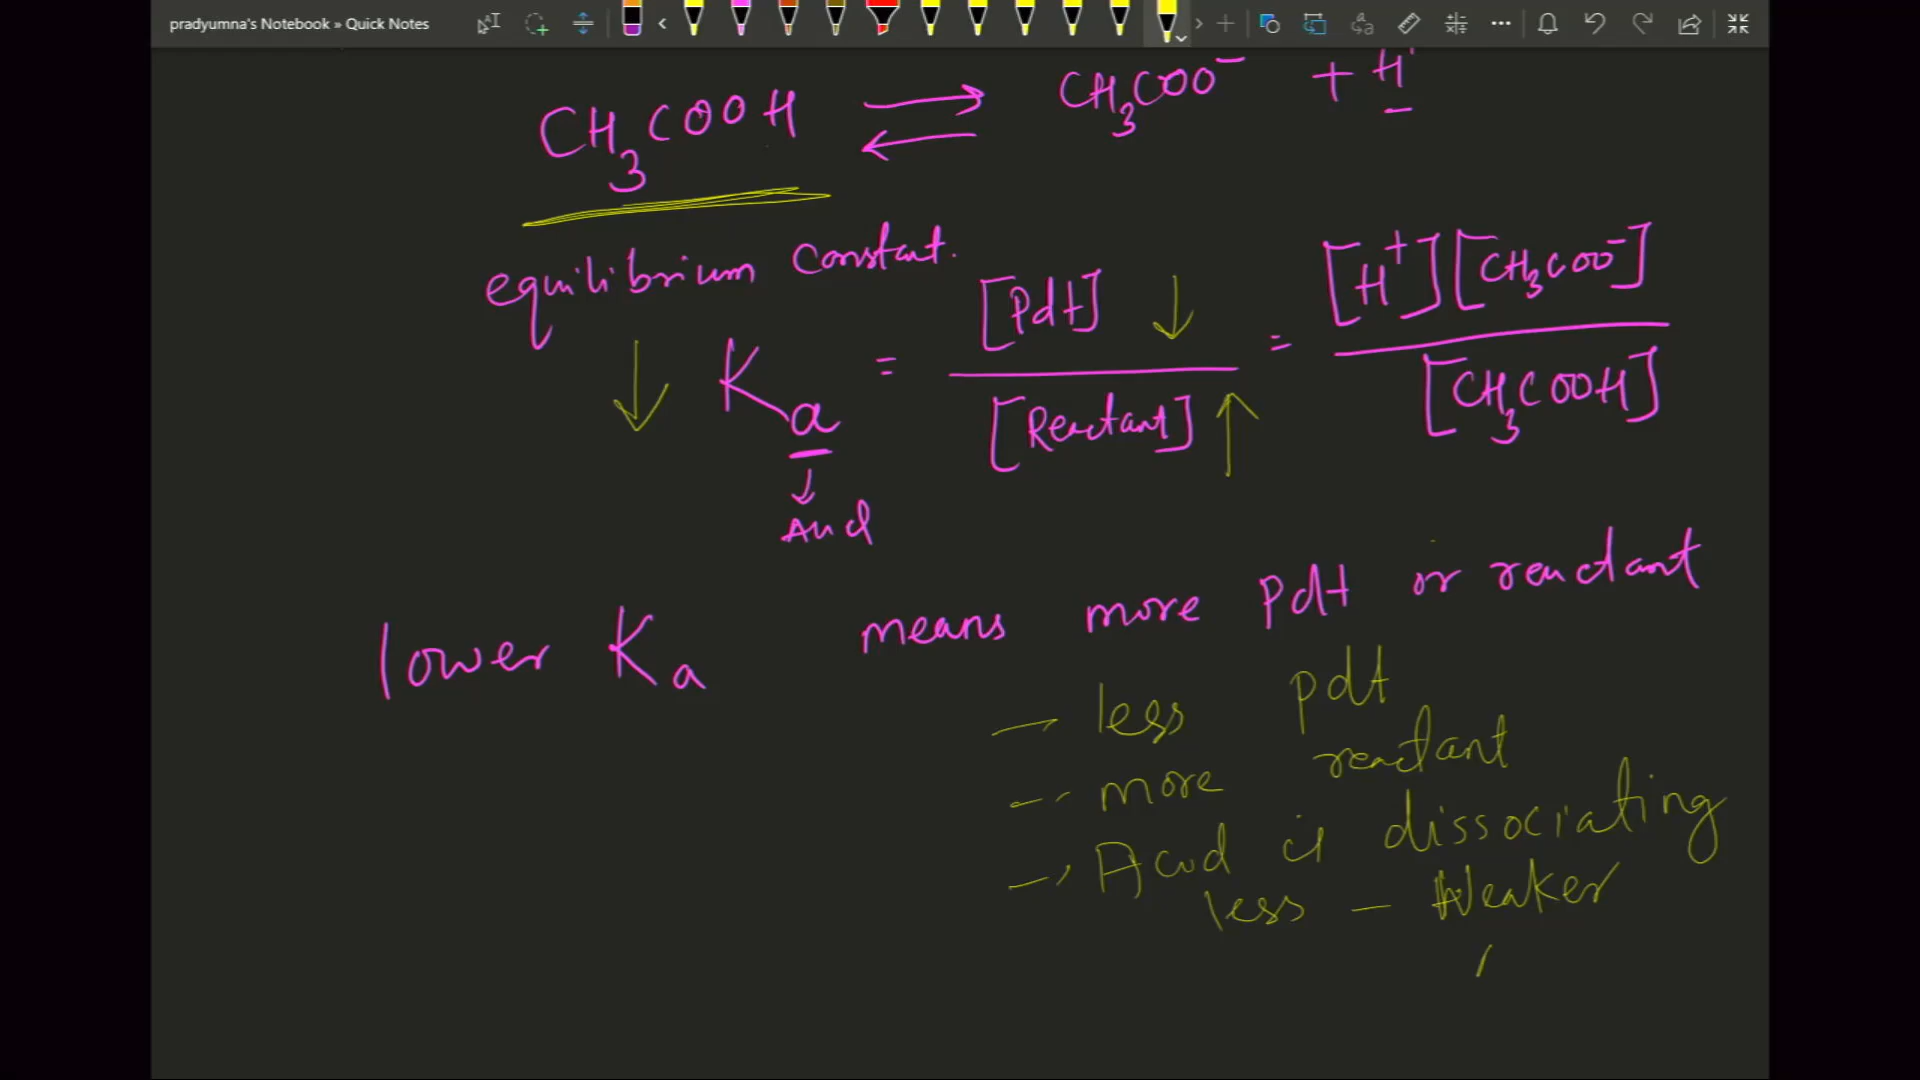 pradyumna's Notebook » Quick Notes
CH3COOH ⇌ CH3COO⁻ + H⁺
equilibrium constant.
Ka = [Pdt] ↓ / [Reactant] ↑ = [H⁺][CH3COO⁻] / [CH3COOH]
↓
Acid
lower Ka means more Pdt or reactant
– less pdt
– more reactant
– Acid is dissociating
less – Weaker